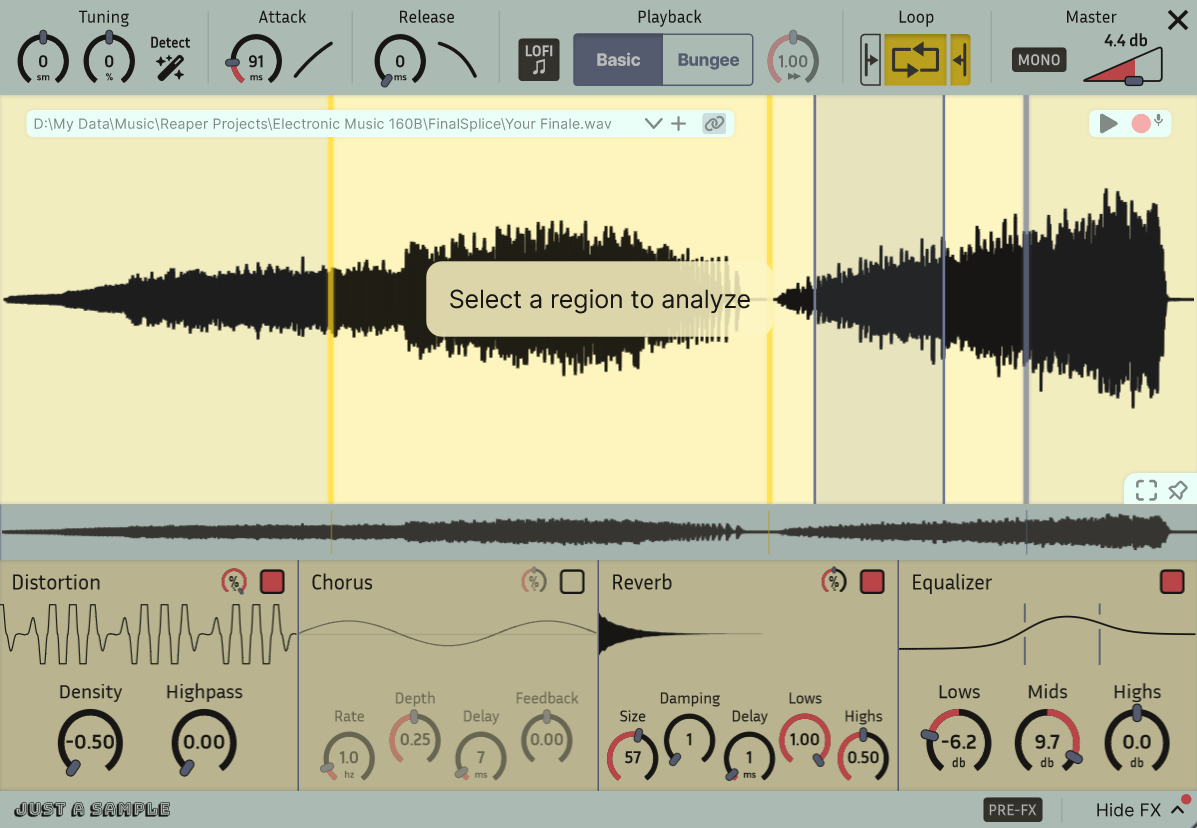 Tuning
Attack
Release
Playback
Loop
Master
0
sm
0
%
Detect
91
ms
0
ms
LOFI
Basic
Bungee
1.00
MONO
4.4 db
D:\My Data\Music\Reaper Projects\Electronic Music 160B\FinalSplice\Your Finale.wav
Select a region to analyze
Distortion
%
Chorus
%
Reverb
%
Equalizer
Density
Highpass
-0.50
0.00
Rate
Depth
Delay
Feedback
1.0
hz
0.25
7
ms
0.00
Size
Damping
Delay
Lows
Highs
57
1
1
ms
1.00
0.50
Lows
Mids
Highs
-6.2
db
9.7
db
0.0
db
JUST A SAMPLE
PRE-FX
Hide FX